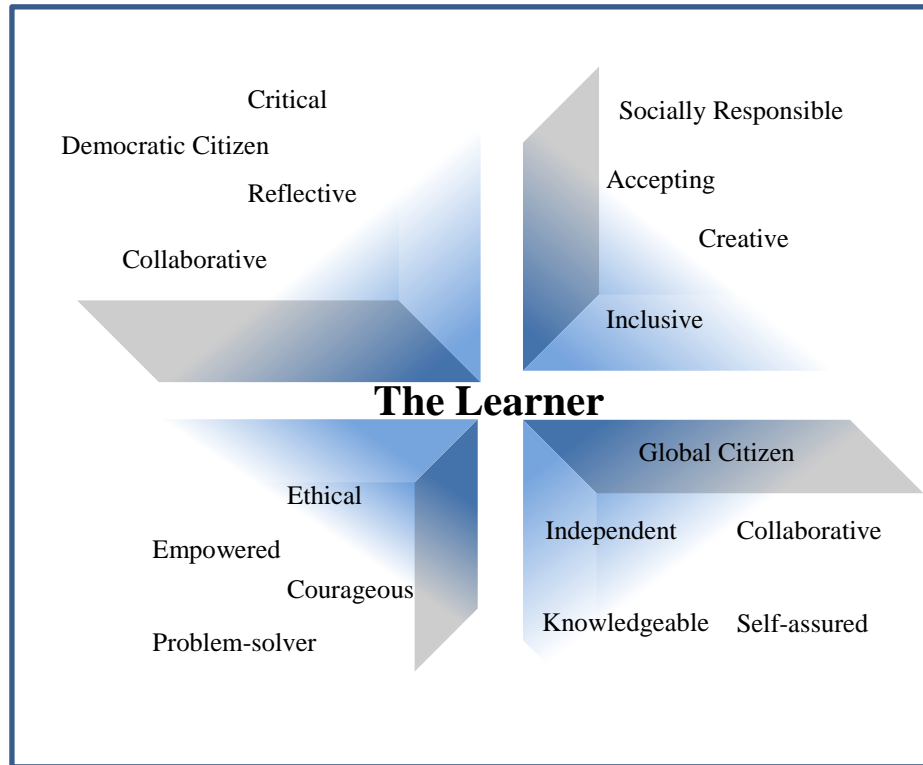 Critical
Socially Responsible
Democratic Citizen
Accepting
Reflective
Creative
Collaborative
Inclusive
The Learner
Global Citizen
Ethical
Independent
Collaborative
Empowered
Courageous
Knowledgeable
Self-assured
Problem-solver